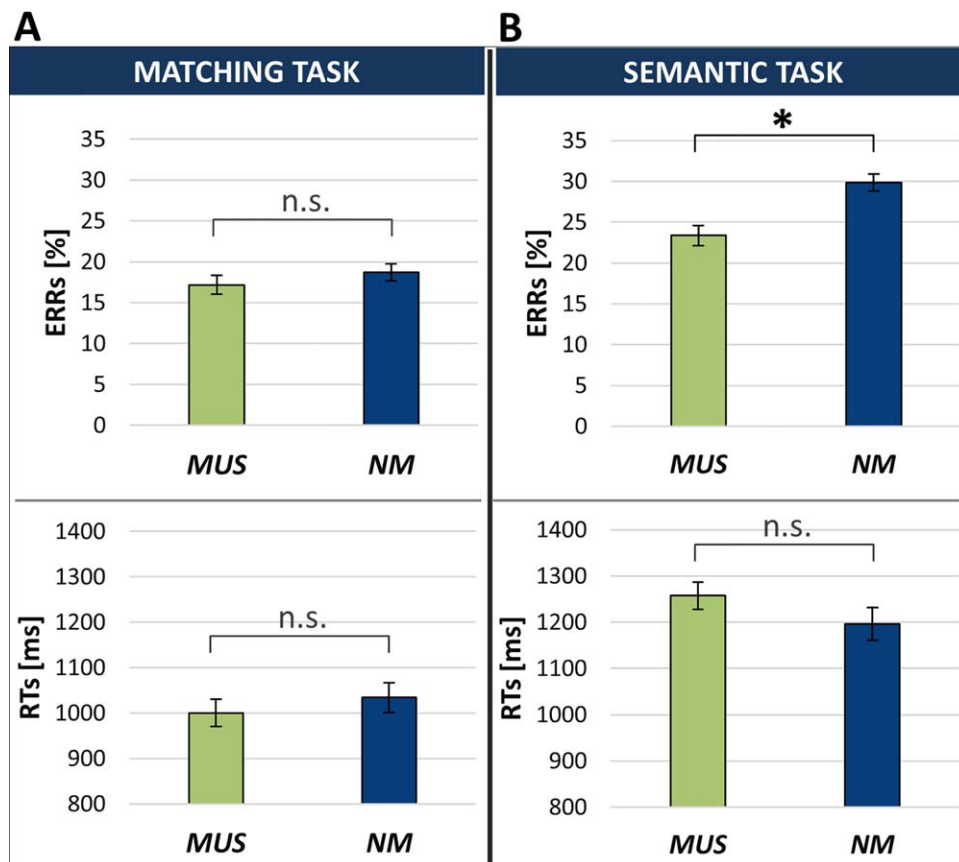 A
MATCHING TASK
ERRs [%]
35
30
25
20
15
10
5
0
n.s.
MUS NM
RTs [ms]
1400
1300
1200
1100
1000
900
800
n.s.
MUS NM
B
SEMANTIC TASK
ERRs [%]
35
30
25
20
15
10
5
0
*
MUS NM
RTs [ms]
1400
1300
1200
1100
1000
900
800
n.s.
MUS NM